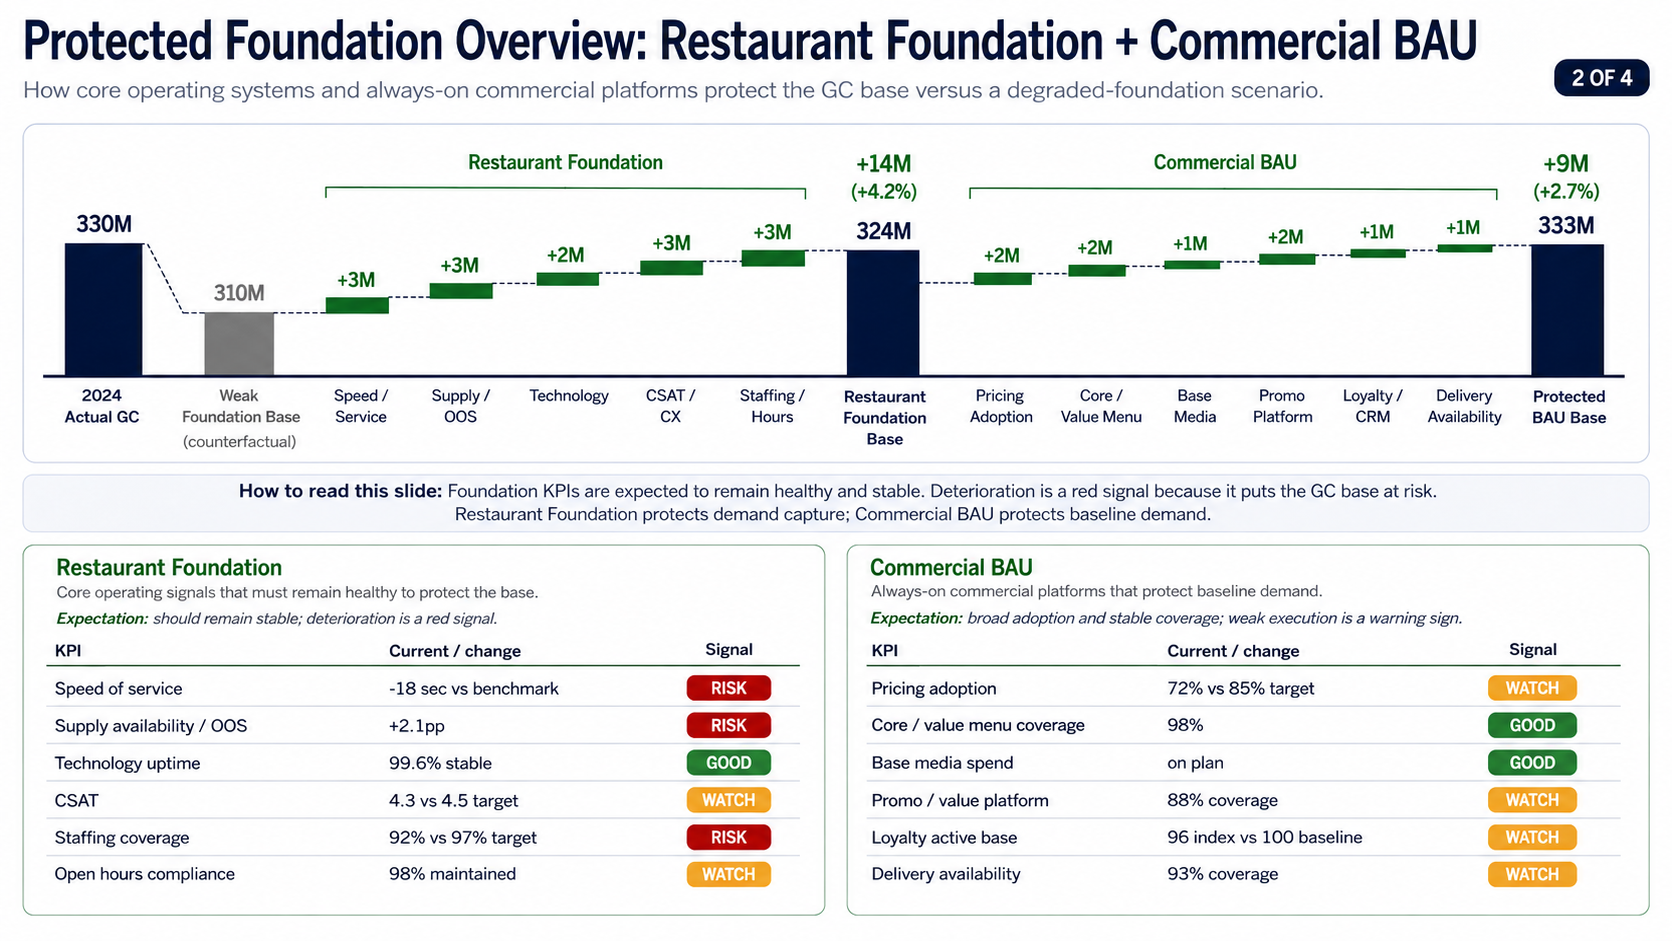 Protected Foundation Overview: Restaurant Foundation + Commercial BAU
How core operating systems and always-on commercial platforms protect the GC base versus a degraded-foundation scenario.
2 OF 4
Restaurant Foundation
+14M
(+4.2%)
Commercial BAU
+9M
(+2.7%)
330M
310M
+3M
+3M
+2M
+3M
+3M
324M
+2M
+2M
+1M
+2M
+1M
+1M
333M
2024
Actual GC
Weak
Foundation Base
(counterfactual)
Speed /
Service
Supply /
OOS
Technology
CSAT /
CX
Staffing /
Hours
Restaurant
Foundation
Base
Pricing
Adoption
Core /
Value Menu
Base
Media
Promo
Platform
Loyalty /
CRM
Delivery
Availability
Protected
BAU Base
How to read this slide: Foundation KPIs are expected to remain healthy and stable. Deterioration is a red signal because it puts the GC base at risk.
Restaurant Foundation protects demand capture; Commercial BAU protects baseline demand.
Restaurant Foundation
Core operating signals that must remain healthy to protect the base.
Expectation: should remain stable; deterioration is a red signal.
KPI Current / change Signal
Speed of service -18 sec vs benchmark RISK
Supply availability / OOS +2.1pp RISK
Technology uptime 99.6% stable GOOD
CSAT 4.3 vs 4.5 target WATCH
Staffing coverage 92% vs 97% target RISK
Open hours compliance 98% maintained WATCH
Commercial BAU
Always-on commercial platforms that protect baseline demand.
Expectation: broad adoption and stable coverage; weak execution is a warning sign.
KPI Current / change Signal
Pricing adoption 72% vs 85% target WATCH
Core / value menu coverage 98% GOOD
Base media spend on plan GOOD
Promo / value platform 88% coverage WATCH
Loyalty active base 96 index vs 100 baseline WATCH
Delivery availability 93% coverage WATCH